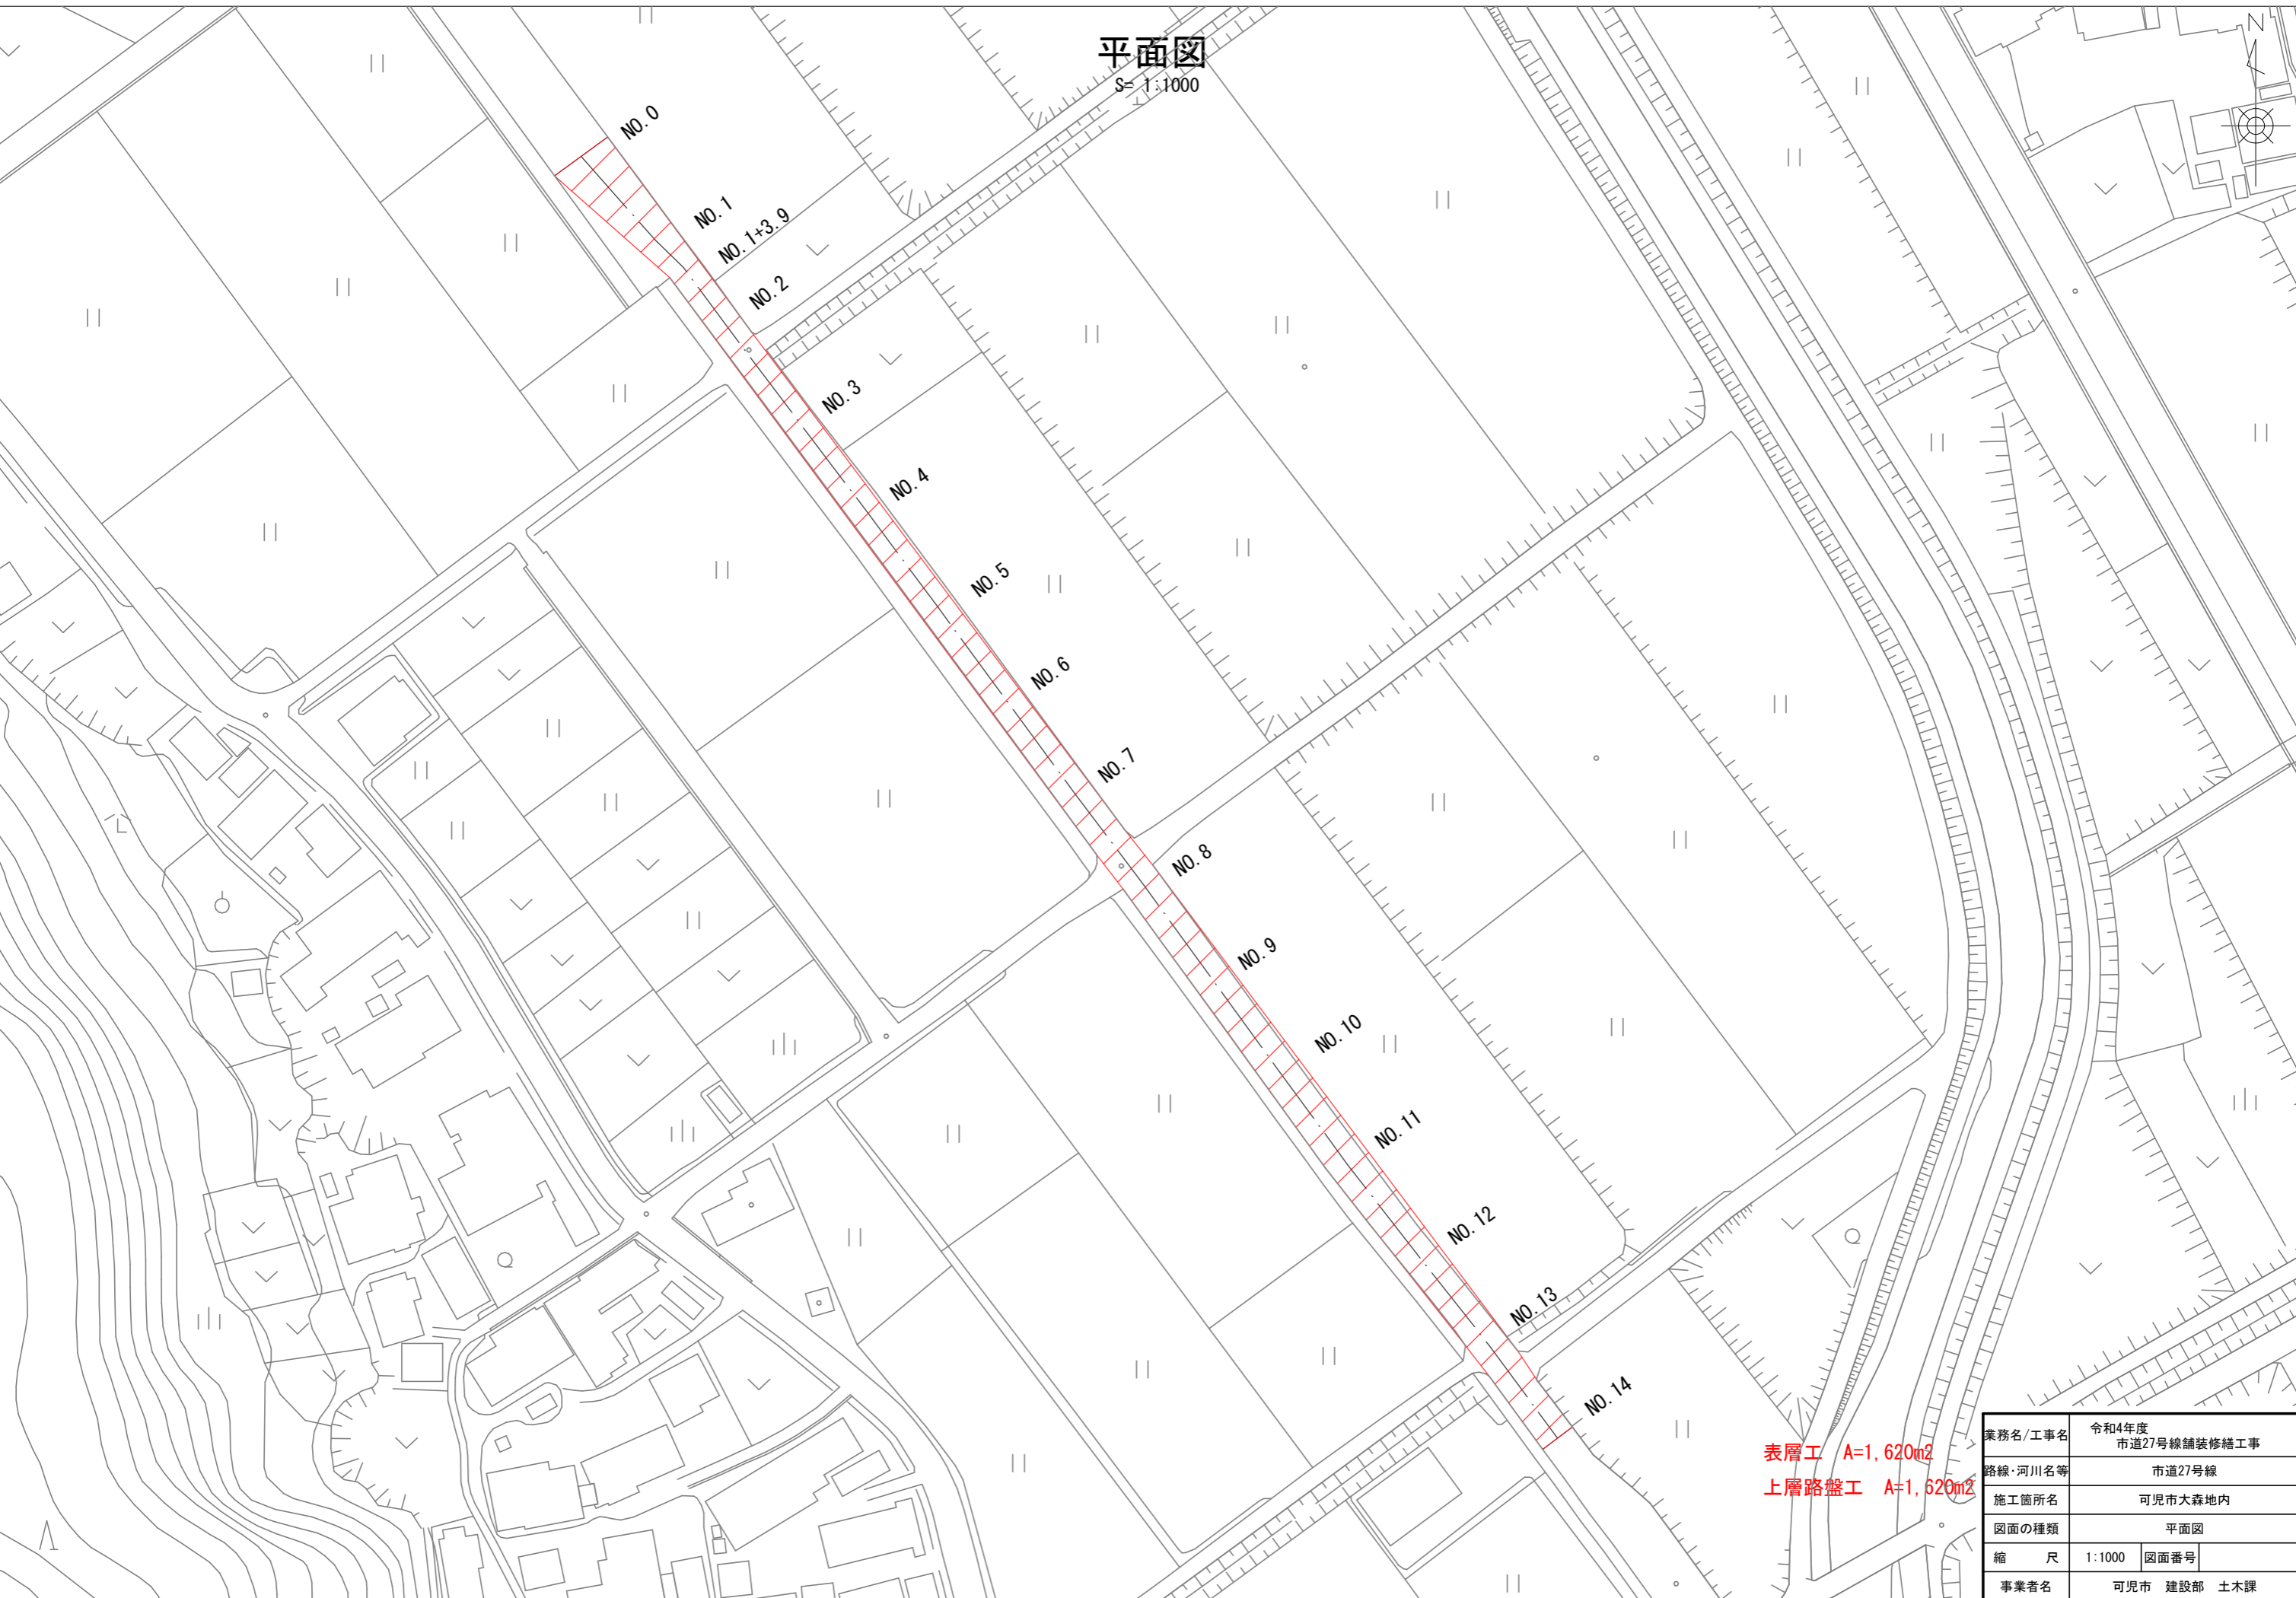 平面図
S= 1:1000
N
NO.0
NO.1
NO.1+3.9
NO.2
NO.3
NO.4
NO.5
NO.6
NO.7
NO.8
NO.9
NO.10
NO.11
NO.12
NO.13
NO.14
表層工 A=1,620m2
上層路盤工 A=1,620m2
業務名/工事名 令和4年度
市道27号線舗装修繕工事
路線・河川名等 市道27号線
施工箇所名 可児市大森地内
図面の種類 平面図
縮 尺 1:1000 図面番号
事業者名 可児市 建設部 土木課